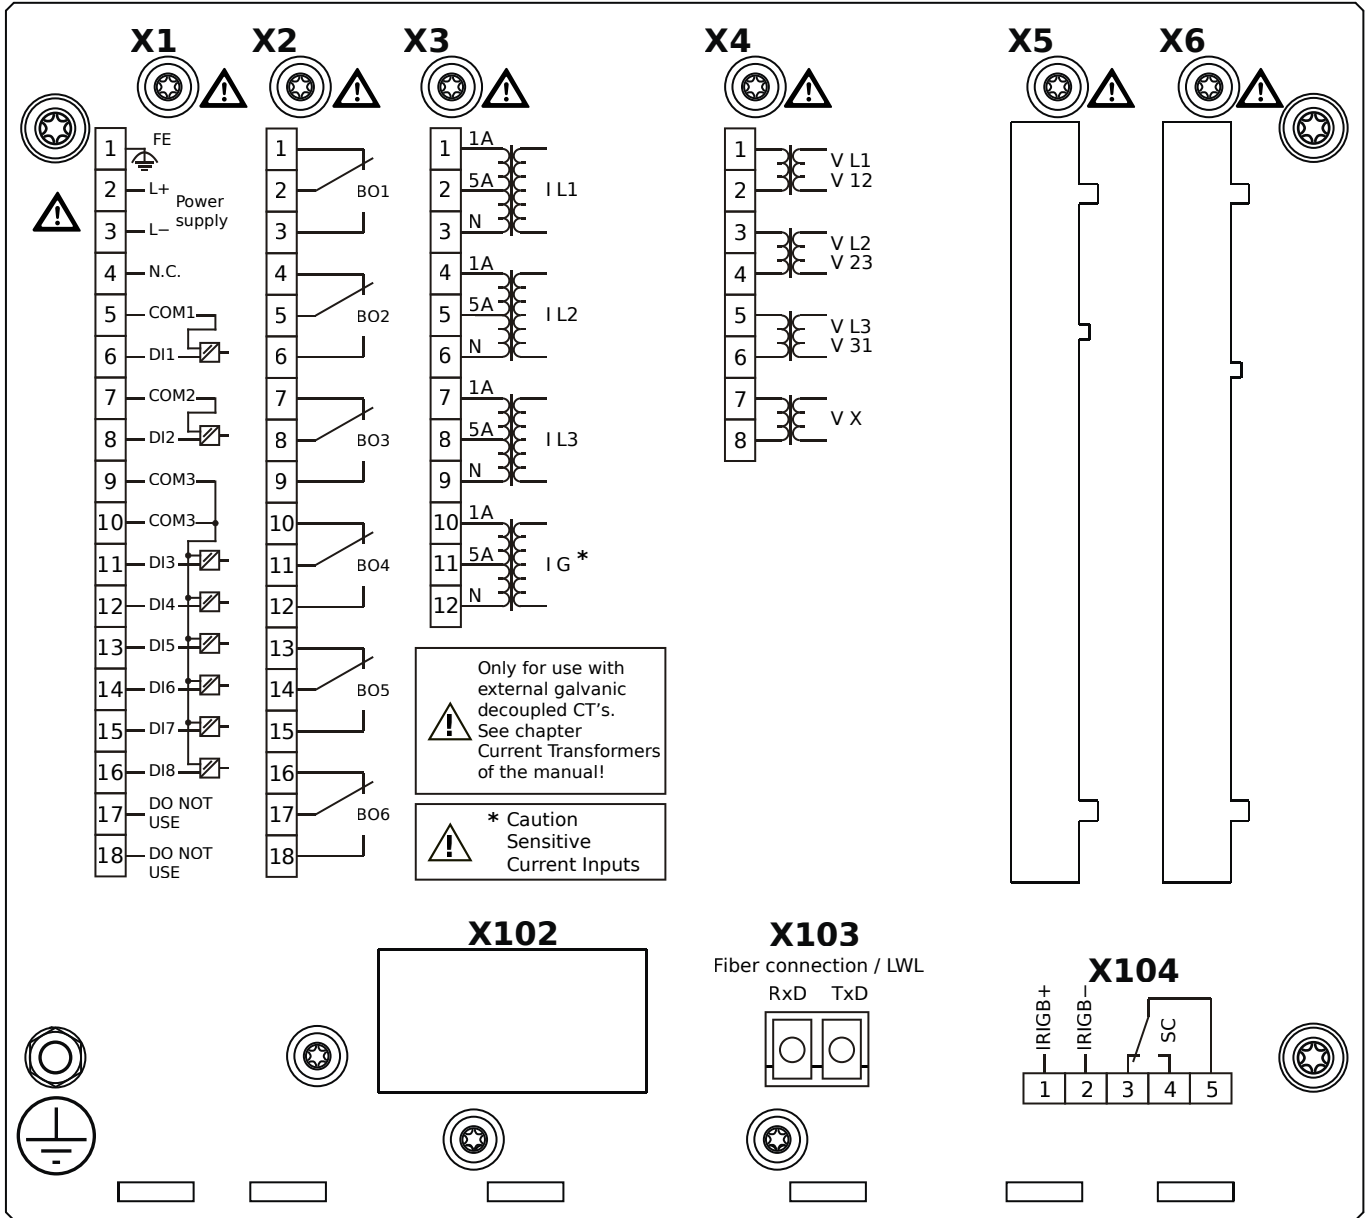 X1
X2
X3
X4
X5
X6
1 FE
2 L+
3 L−
Power
supply
4 N.C.
5 COM1
6 DI1
7 COM2
8 DI2
9 COM3
10 COM3
11 DI3
12 DI4
13 DI5
14 DI6
15 DI7
16 DI8
17 DO NOT
USE
18 DO NOT
USE
1
2 BO1
3
4
5 BO2
6
7
8 BO3
9
10
11 BO4
12
13
14 BO5
15
16
17 BO6
18
1 1A
2 5A I L1
3 N
4 1A
5 5A I L2
6 N
7 1A
8 5A I L3
9 N
10 1A
11 5A I G *
12 N
Only for use with
external galvanic
decoupled CT's.
See chapter
Current Transformers
of the manual!
* Caution
Sensitive
Current Inputs
1 V L1
2 V 12
3 V L2
4 V 23
5 V L3
6 V 31
7 V X
8
X102
X103
Fiber connection / LWL
RxD TxD
X104
IRIGB+
IRIGB−
SC
1 2 3 4 5